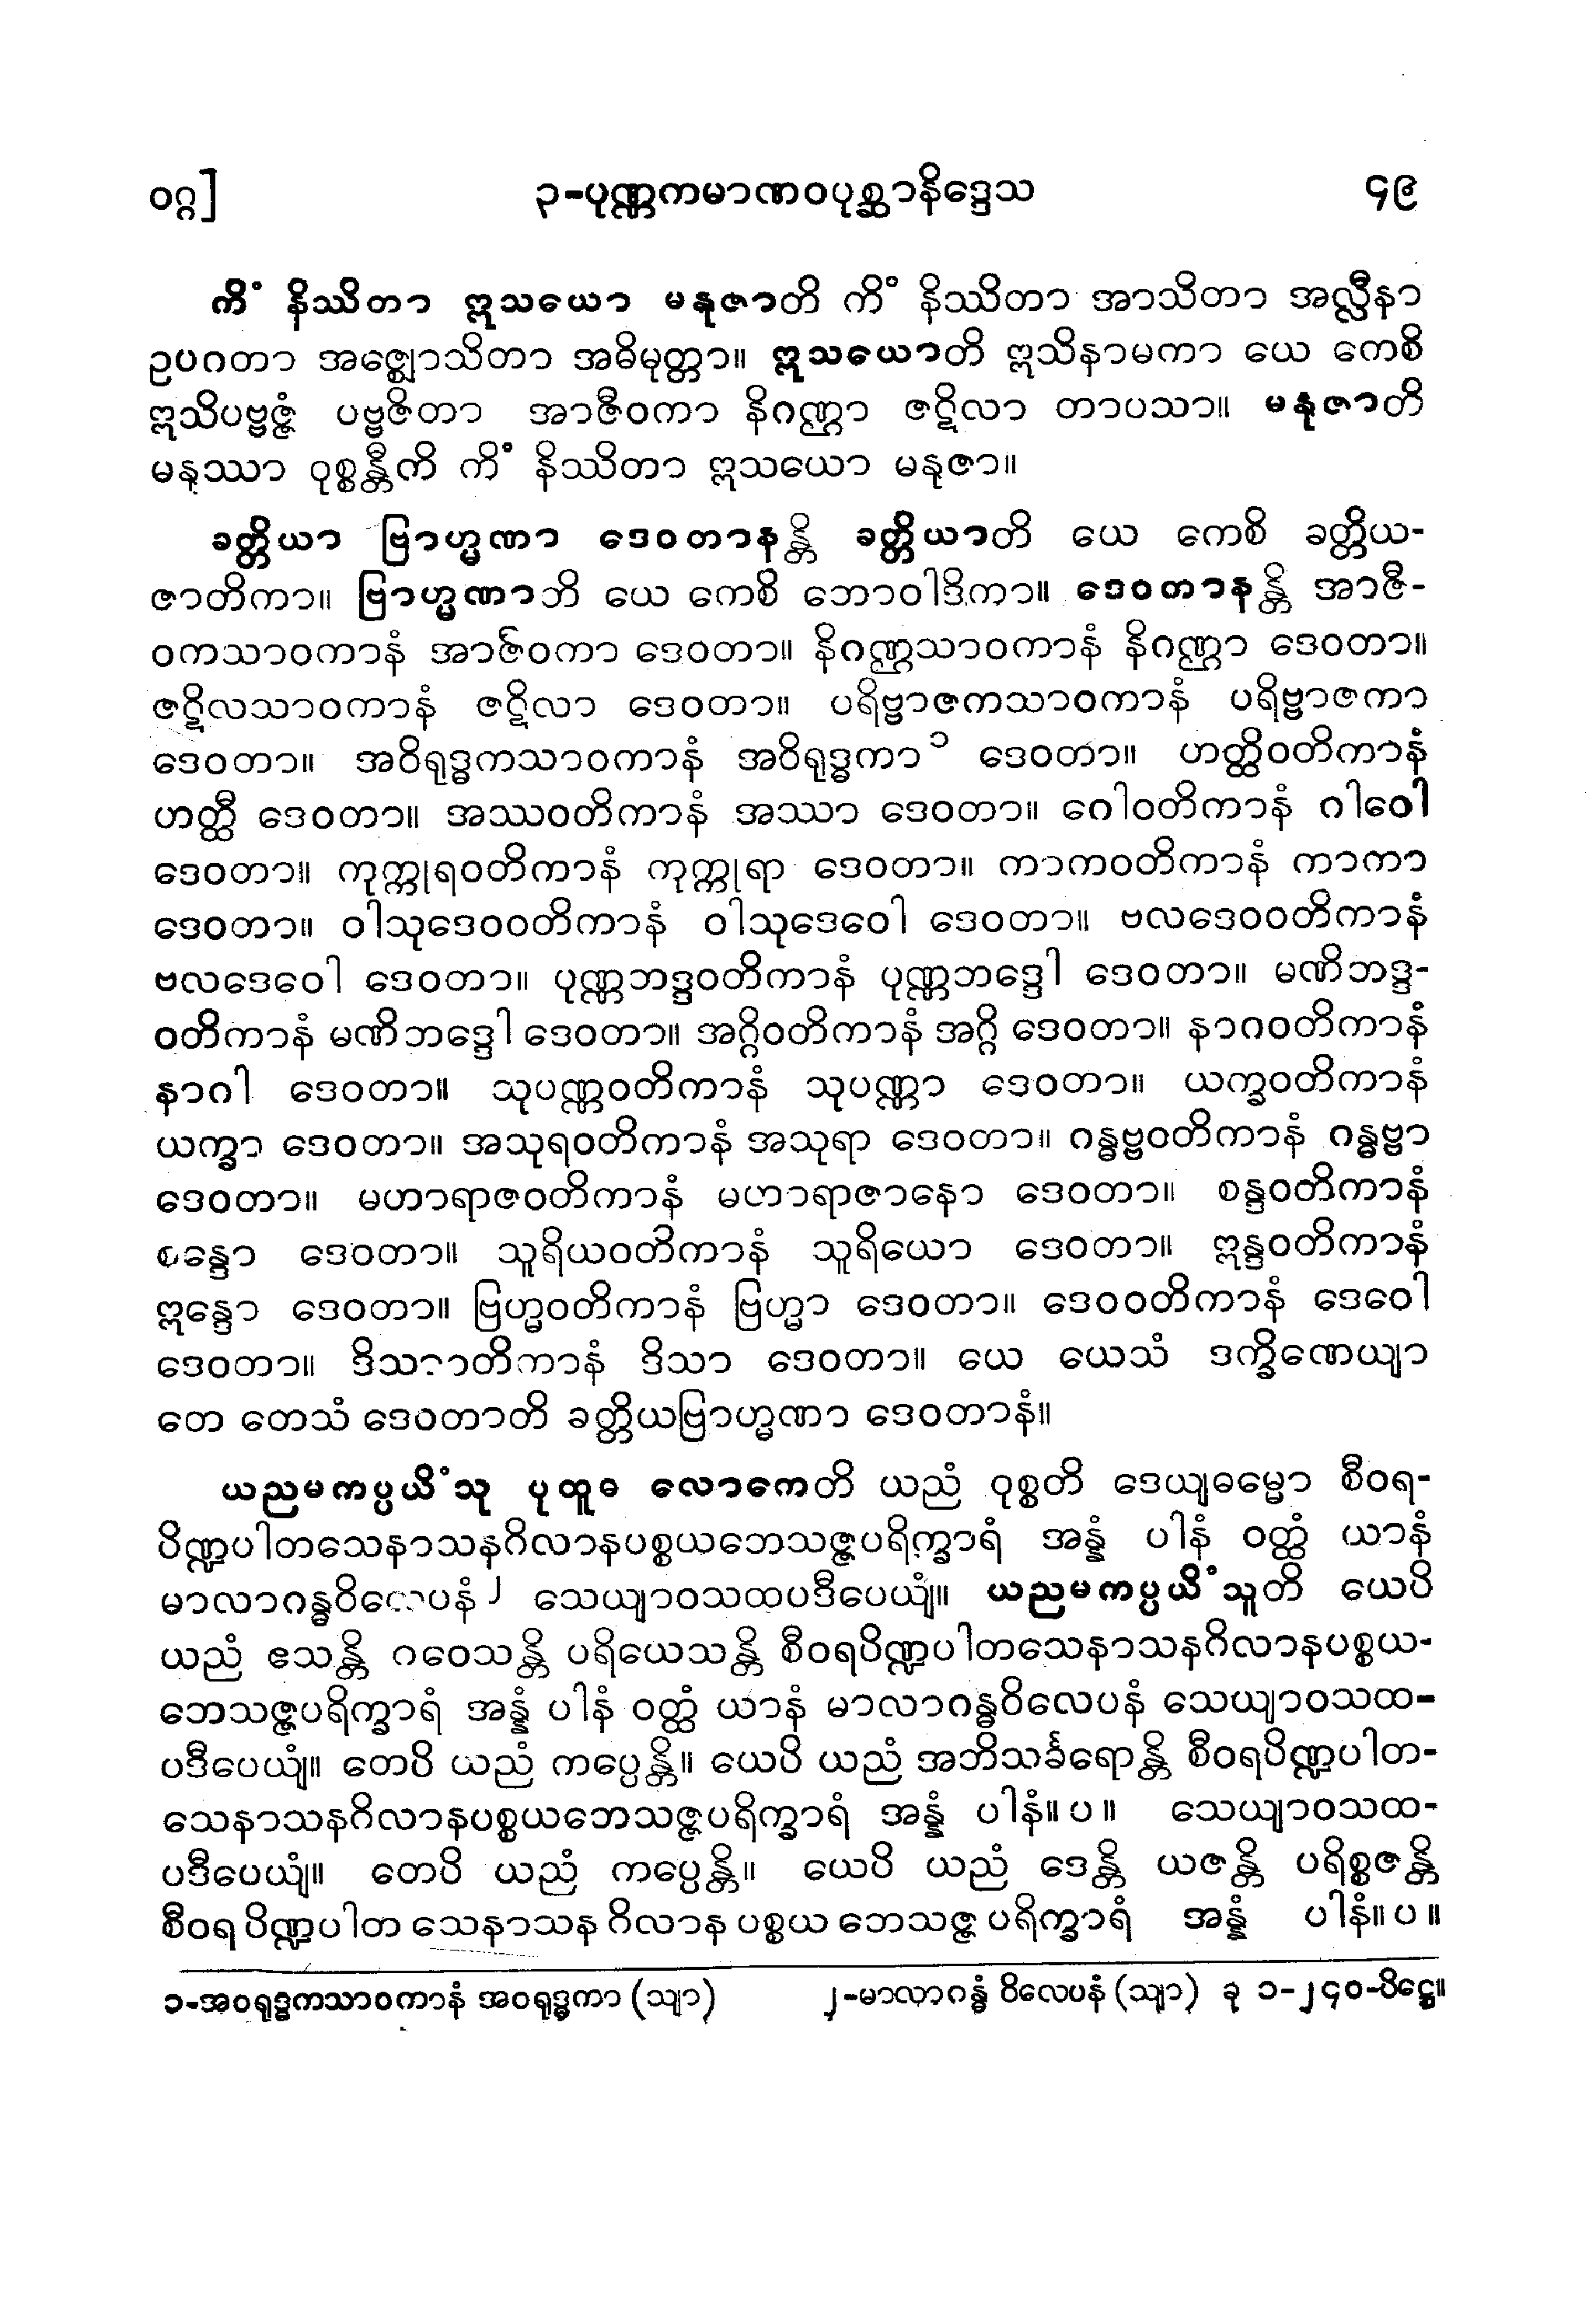 ဝဂ္ဂ] ၃-ပုဏ္ဏကမာဏဝပုစ္ဆာနိဒ္ဒေသ ၄၉
ကိံ နိဿိတာ ဣသယော မနုဇာတိ ကိံ နိဿိတာ အာသိတာ အလ္လီနာ
ဥပဂတာ အဇ္ဈောသိတာ အဓိမုတ္တာ။ ဣသယောတိ ဣသိနာမကာ ယေ ကေစိ
ဣသိပဗ္ဗဇ္ဇံ ပဗ္ဗဇိတာ အာဇီဝကာ နိဂဏ္ဌာ ဇဋိလာ တာပသာ။ မနုဇာတိ
မနုဿာ ဝုစ္စန္တီတိ ကိံ နိဿိတာ ဣသယော မနုဇာ။
ခတ္တိယာ ဗြာဟ္မဏာ ဒေဝတာနန္တိ ခတ္တိယာတိ ယေ ကေစိ ခတ္တိယ-
ဇာတိကာ။ ဗြာဟ္မဏာတိ ယေ ကေစိ ဘောဝါဒိကာ။ ဒေဝတာနန္တိ အာဇီ-
ဝကသာဝကာနံ အာဇီဝကာ ဒေဝတာ။ နိဂဏ္ဌသာဝကာနံ နိဂဏ္ဌာ ဒေဝတာ။
ဇဋိလသာဝကာနံ ဇဋိလာ ဒေဝတာ။ ပရိဗ္ဗာဇကသာဝကာနံ ပရိဗ္ဗာဇကာ
ဒေဝတာ။ အဝိရုဒ္ဓကသာဝကာနံ အဝိရုဒ္ဓကာ ၁ ဒေဝတာ။ ဟတ္ထိဝတိကာနံ
ဟတ္ထီ ဒေဝတာ။ အဿဝတိကာနံ အဿာ ဒေဝတာ။ ဂေါဝတိကာနံ ဂါဝေါ
ဒေဝတာ။ ကုက္ကုရဝတိကာနံ ကုက္ကုရာ ဒေဝတာ။ ကာကဝတိကာနံ ကာကာ
ဒေဝတာ။ ဝါသုဒေဝဝတိကာနံ ဝါသုဒေဝေါ ဒေဝတာ။ ဗလဒေဝဝတိကာနံ
ဗလဒေဝေါ ဒေဝတာ။ ပုဏ္ဏဘဒ္ဒဝတိကာနံ ပုဏ္ဏဘဒ္ဒေါ ဒေဝတာ။ မဏိဘဒ္ဒ-
ဝတိကာနံ မဏိဘဒ္ဒေါ ဒေဝတာ။ အဂ္ဂိဝတိကာနံ အဂ္ဂိ ဒေဝတာ။ နာဂဝတိကာနံ
နာဂါ ဒေဝတာ။ သုပဏ္ဏဝတိကာနံ သုပဏ္ဏာ ဒေဝတာ။ ယက္ခဝတိကာနံ
ယက္ခာ ဒေဝတာ။ အသုရဝတိကာနံ အသုရာ ဒေဝတာ။ ဂန္ဓဗ္ဗဝတိကာနံ ဂန္ဓဗ္ဗာ
ဒေဝတာ။ မဟာရာဇဝတိကာနံ မဟာရာဇာနော ဒေဝတာ။ စန္ဒဝတိကာနံ
စန္ဒော ဒေဝတာ။ သူရိယဝတိကာနံ သူရိယော ဒေဝတာ။ ဣန္ဒဝတိကာနံ
ဣန္ဒော ဒေဝတာ။ ဗြဟ္မဝတိကာနံ ဗြဟ္မာ ဒေဝတာ။ ဒေဝဝတိကာနံ ဒေဝေါ
ဒေဝတာ။ ဒိသာဝတိကာနံ ဒိသာ ဒေဝတာ။ ယေ ယေသံ ဒက္ခိဏေယျာ
တေ တေသံ ဒေဝတာတိ ခတ္တိယဗြာဟ္မဏာ ဒေဝတာနံ။
ယညမကပ္ပယိံသု ပုထူဓ လောကေတိ ယညံ ဝုစ္စတိ ဒေယျဓမ္မော စီဝရ-
ပိဏ္ဍပါတသေနာသနဂိလာနပစ္စယဘေသဇ္ဇပရိက္ခာရံ အန္နံ ပါနံ ဝတ္ထံ ယာနံ
မာလာဂန္ဓဝိလေပနံ ၂ သေယျာဝသထပဒီပေယျံ။ ယညမကပ္ပယိံသူတိ ယေပိ
ယညံ ဧသန္တိ ဂဝေသန္တိ ပရိယေသန္တိ စီဝရပိဏ္ဍပါတသေနာသနဂိလာနပစ္စယ-
ဘေသဇ္ဇပရိက္ခာရံ အန္နံ ပါနံ ဝတ္ထံ ယာနံ မာလာဂန္ဓဝိလေပနံ သေယျာဝသထ-
ပဒီပေယျံ။ တေပိ ယညံ ကပ္ပေန္တိ။ ယေပိ ယညံ အဘိသင်္ခရောန္တိ စီဝရပိဏ္ဍပါတ-
သေနာသနဂိလာနပစ္စယဘေသဇ္ဇပရိက္ခာရံ အန္နံ ပါနံ။ပ။ သေယျာဝသထ-
ပဒီပေယျံ။ တေပိ ယညံ ကပ္ပေန္တိ။ ယေပိ ယညံ ဒေန္တိ ယဇန္တိ ပရိစ္စဇန္တိ
စီဝရပိဏ္ဍပါတ သေနာသန ဂိလာန ပစ္စယ ဘေသဇ္ဇ ပရိက္ခာရံ အန္နံ ပါနံ။ပ။
၁-အဝရုဒ္ဓကသာဝကာနံ အဝရုဒ္ဓကာ (သျာ) ၂-မာလာဂန္ဓံ ဝိလေပနံ (သျာ) ခု ၁-၂၄၀-ပိဋ္ဌေ။